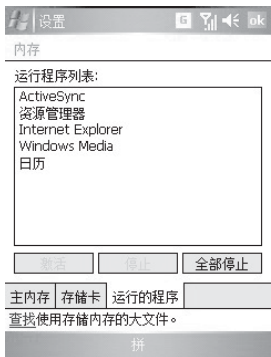 设置
G
ok
内存
运行程序列表:
ActiveSync
资源管理器
Internet Explorer
Windows Media
日历
激活 停止 全部停止
主内存 存储卡 运行的程序
查找使用存储内存的大文件。
拼